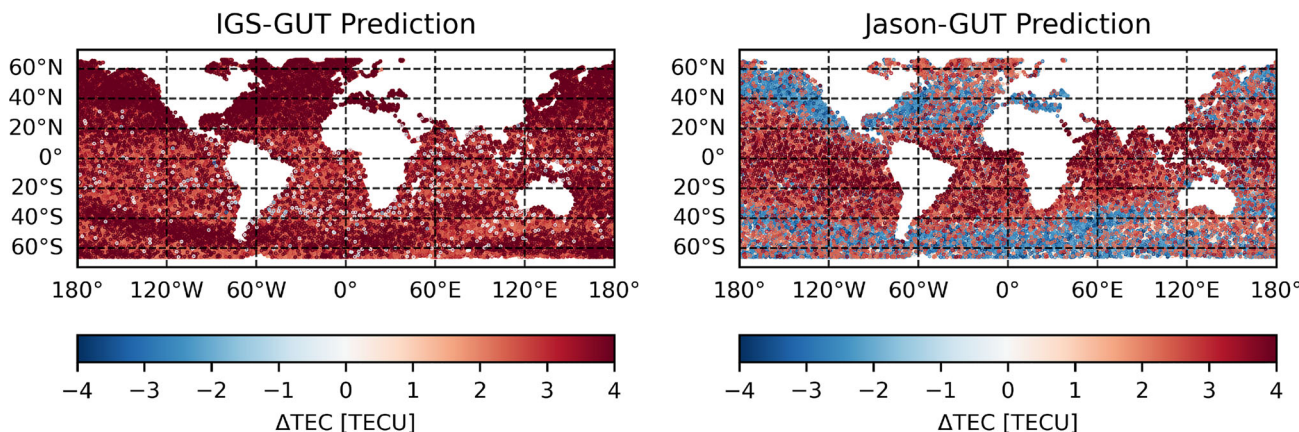 IGS-GUT Prediction
60°N
40°N
20°N
0°
20°S
40°S
60°S
180° 120°W 60°W 0° 60°E 120°E 180°
−4 −3 −2 −1 0 1 2 3 4
ΔTEC [TECU]
Jason-GUT Prediction
60°N
40°N
20°N
0°
20°S
40°S
60°S
180° 120°W 60°W 0° 60°E 120°E 180°
−4 −3 −2 −1 0 1 2 3 4
ΔTEC [TECU]